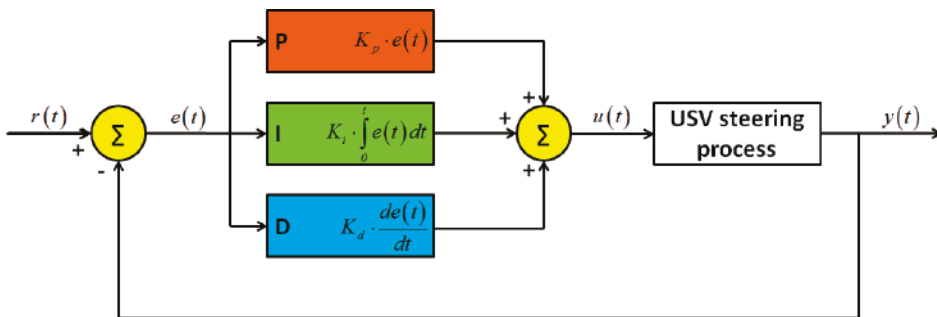 r(t)
+
-
Σ
e(t)
P K_p · e(t)
I K_i · ∫_0^t e(t) dt
D K_d · de(t)/dt
+
+
+
Σ
u(t)
USV steering
process
y(t)